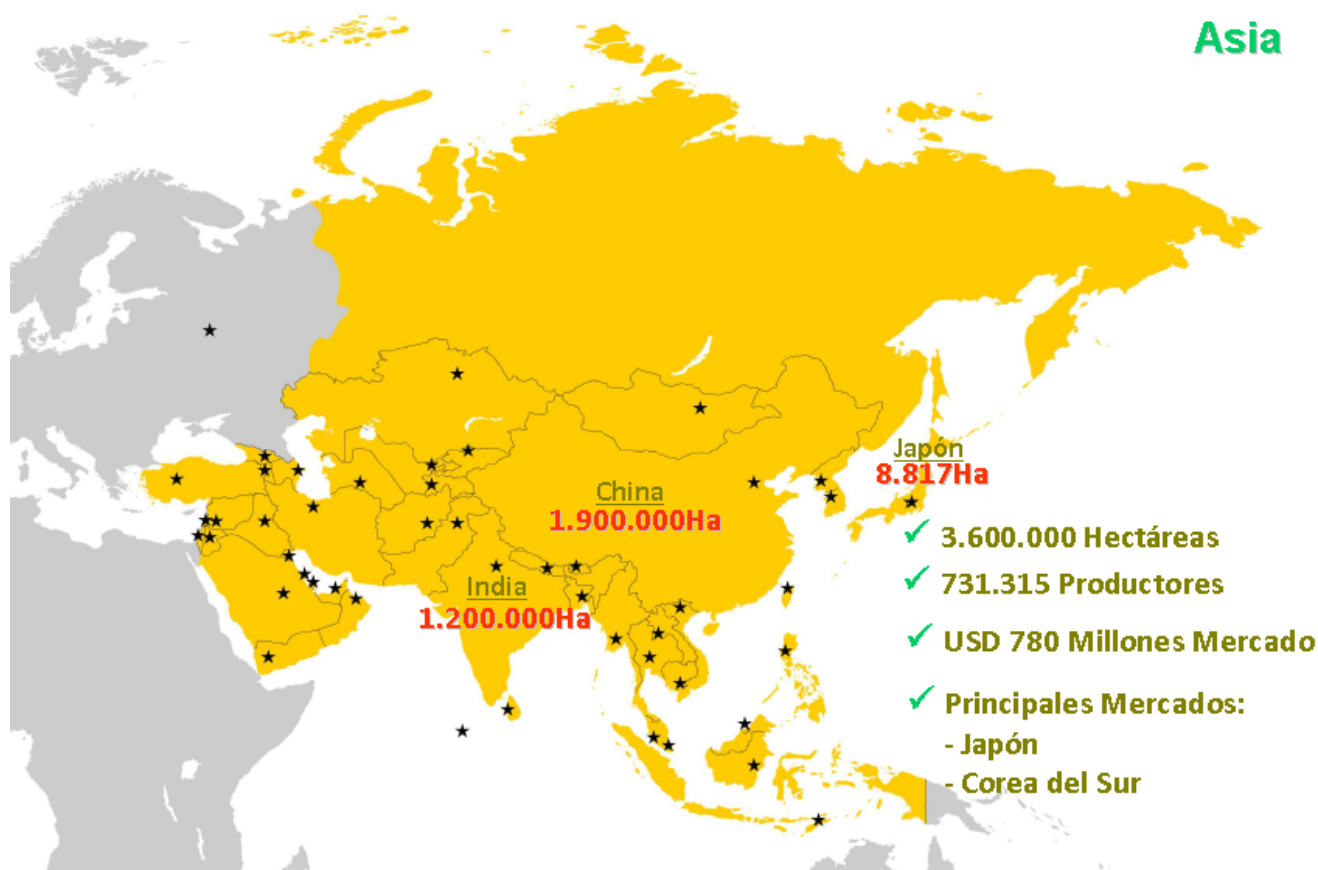 Asia
Japón
8.817Ha
China
1.900.000Ha
India
1.200.000Ha
✓ 3.600.000 Hectáreas
✓ 731.315 Productores
✓ USD 780 Millones Mercado
✓ Principales Mercados:
- Japón
- Corea del Sur